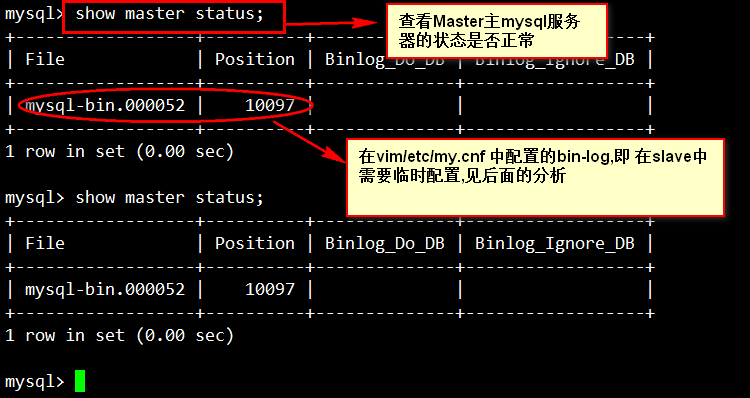 mysql> show master status;
查看Master主mysql服务
器的状态是否正常
+------------------+----------+--------------+------------------+
| File             | Position | Binlog_Do_DB | Binlog_Ignore_DB |
+------------------+----------+--------------+------------------+
| mysql-bin.000052 |    10097 |              |                  |
+------------------+----------+--------------+------------------+
1 row in set (0.00 sec)
在vim/etc/my.cnf 中配置的bin-log,即 在slave中
需要临时配置,见后面的分析
mysql> show master status;
+------------------+----------+--------------+------------------+
| File             | Position | Binlog_Do_DB | Binlog_Ignore_DB |
+------------------+----------+--------------+------------------+
| mysql-bin.000052 |    10097 |              |                  |
+------------------+----------+--------------+------------------+
1 row in set (0.00 sec)
mysql>